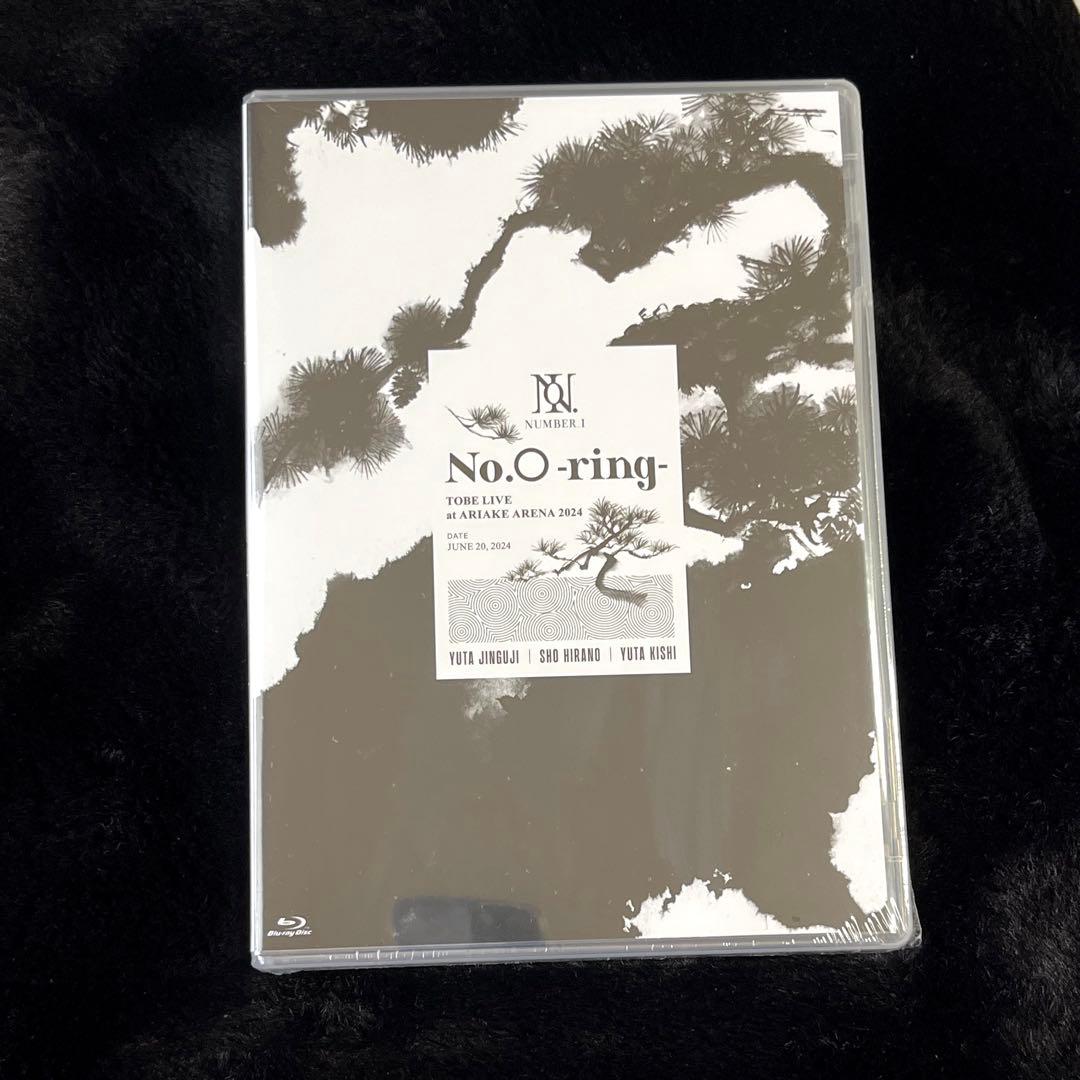 NO.
NUMBER_I
No.○ -ring-
TOBE LIVE
at ARIAKE ARENA 2024
DATE
JUNE 20, 2024
YUTA JINGUJI | SHO HIRANO | YUTA KISHI
Blu-ray Disc